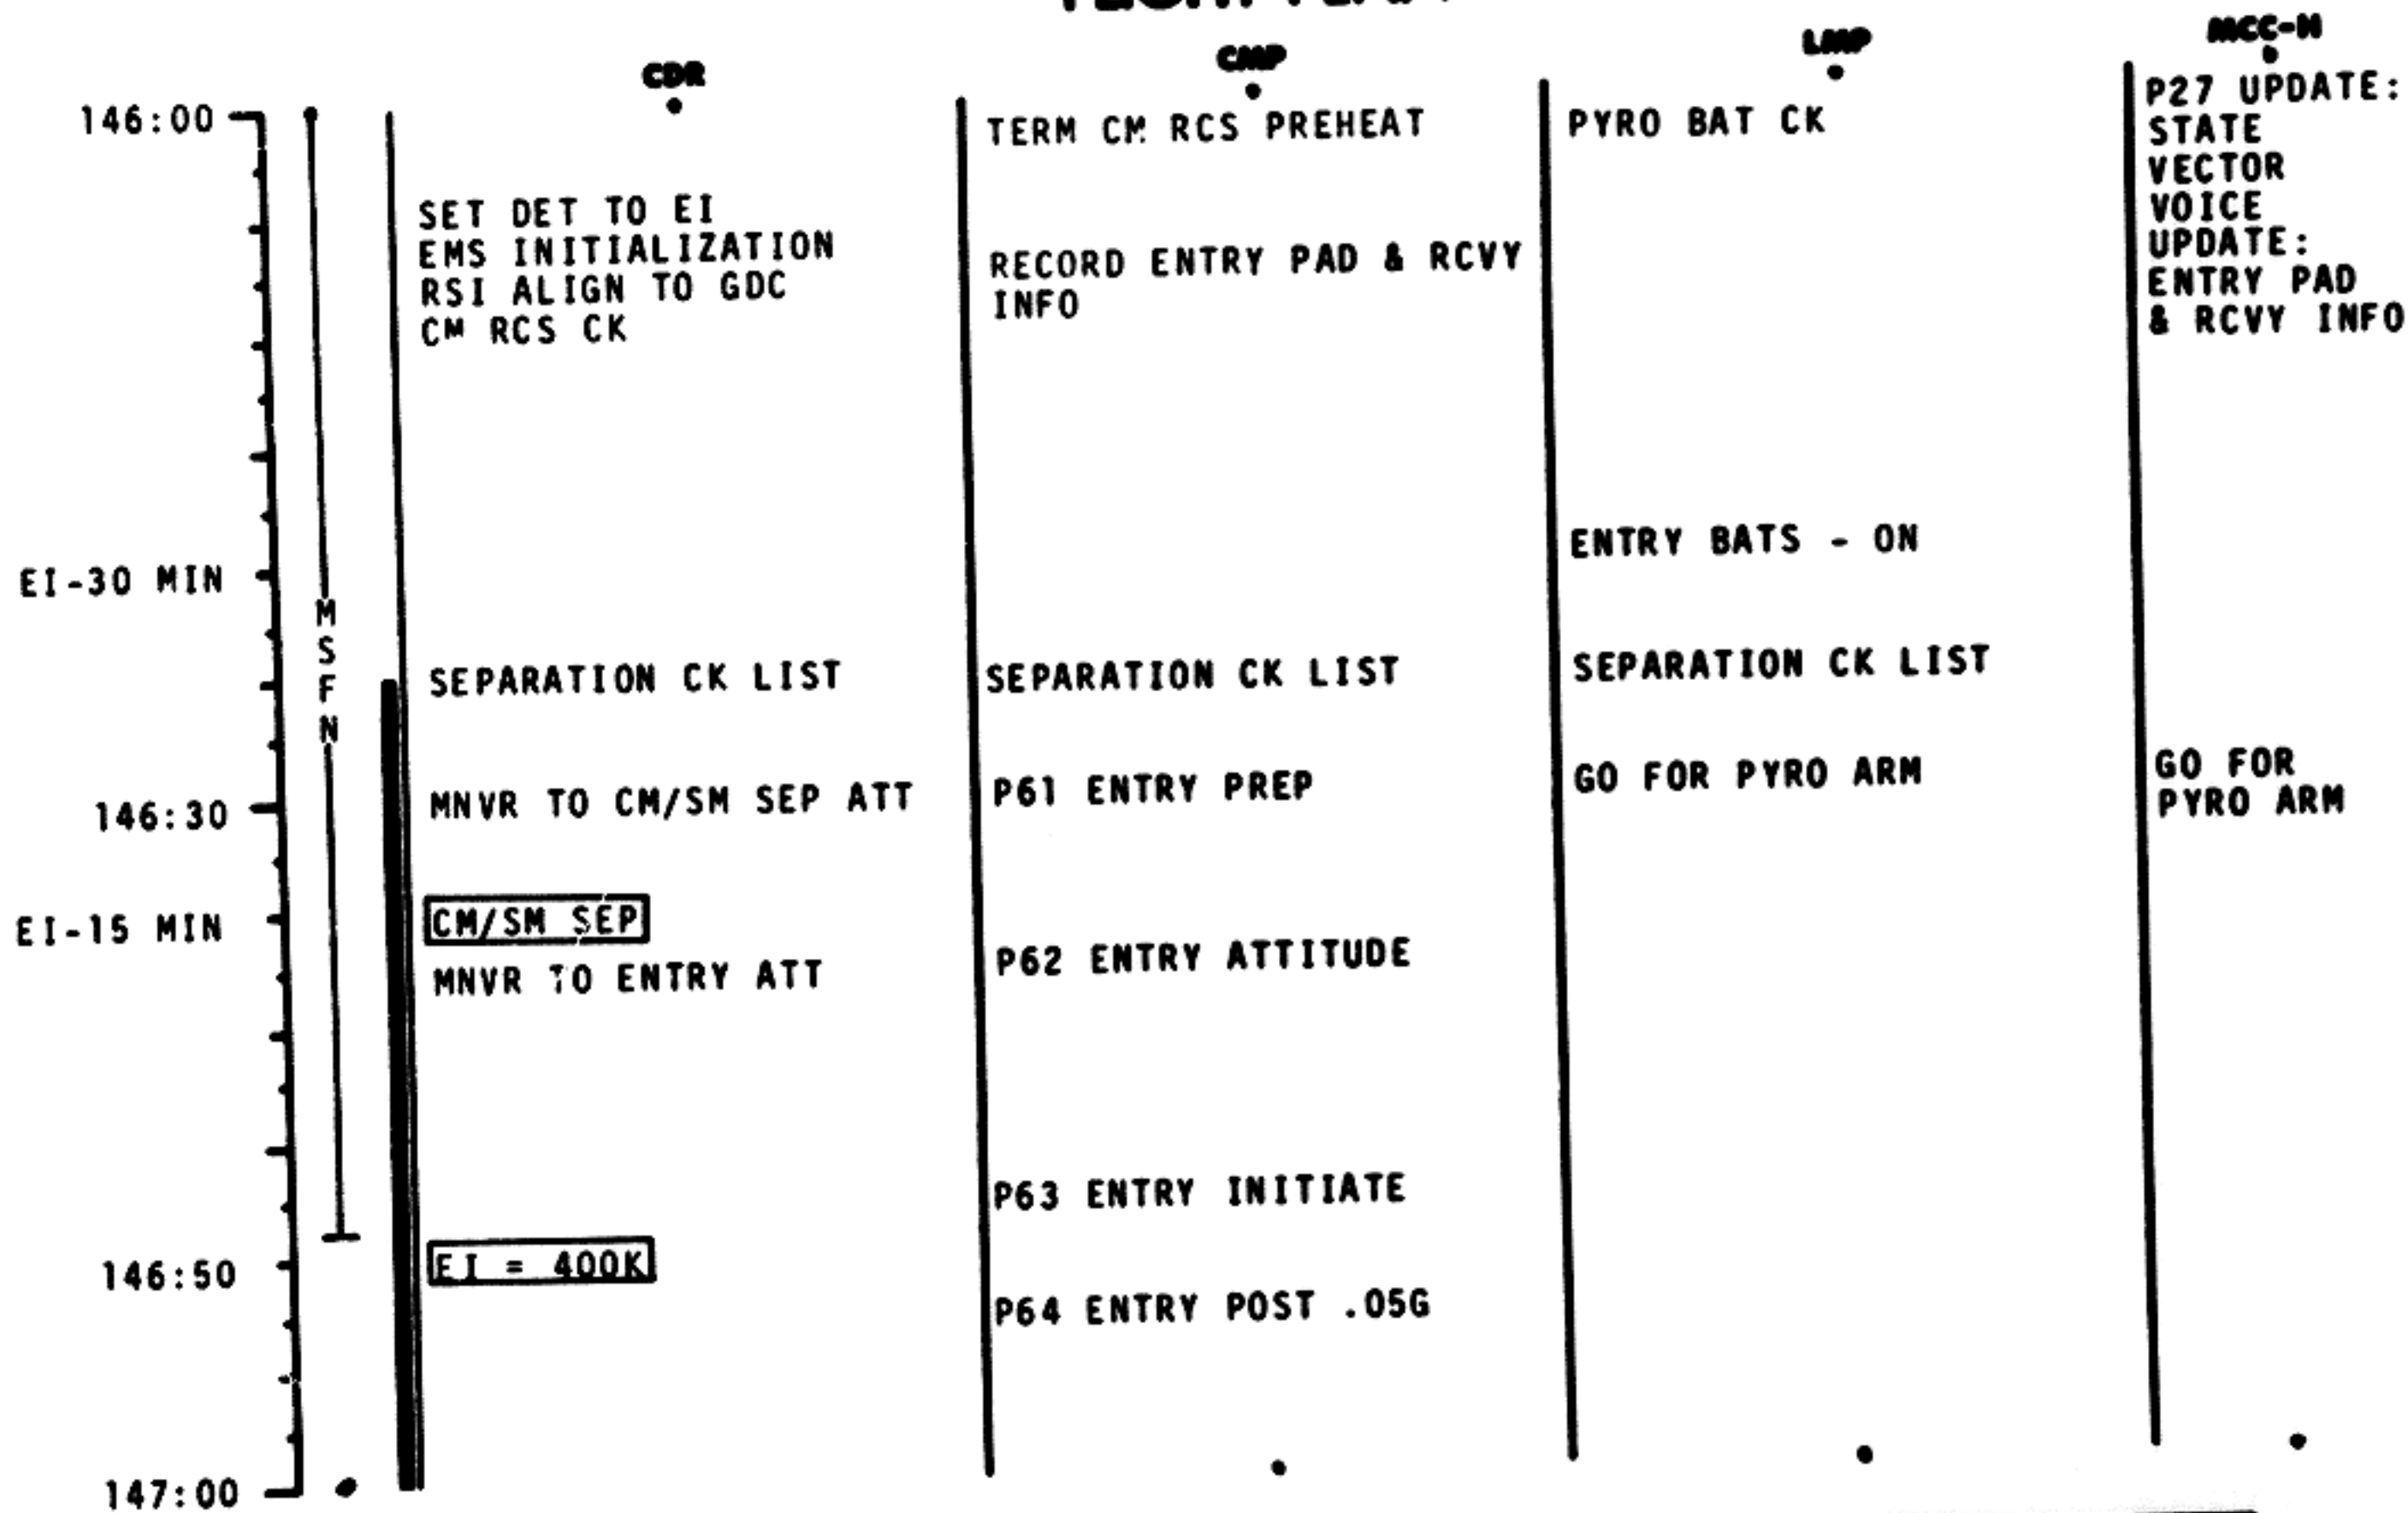 CDR
CMP
LMP
MCC-H
146:00
TERM CM RCS PREHEAT
PYRO BAT CK
P27 UPDATE:
STATE
VECTOR
VOICE
UPDATE:
ENTRY PAD
& RCVY INFO
SET DET TO EI
EMS INITIALIZATION
RSI ALIGN TO GDC
CM RCS CK
RECORD ENTRY PAD & RCVY
INFO
ENTRY BATS - ON
EI-30 MIN
MSFN
SEPARATION CK LIST
SEPARATION CK LIST
SEPARATION CK LIST
146:30
MNVR TO CM/SM SEP ATT
P61 ENTRY PREP
GO FOR PYRO ARM
GO FOR
PYRO ARM
EI-15 MIN
CM/SM SEP
MNVR TO ENTRY ATT
P62 ENTRY ATTITUDE
P63 ENTRY INITIATE
146:50
EI = 400K
P64 ENTRY POST .05G
147:00